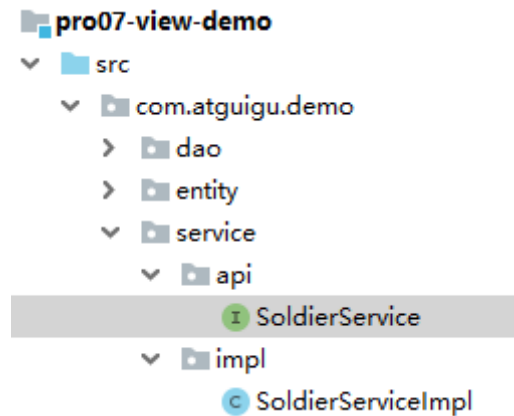 pro07-view-demo
src
com.atguigu.demo
dao
entity
service
api
I SoldierService
impl
C SoldierServiceImpl